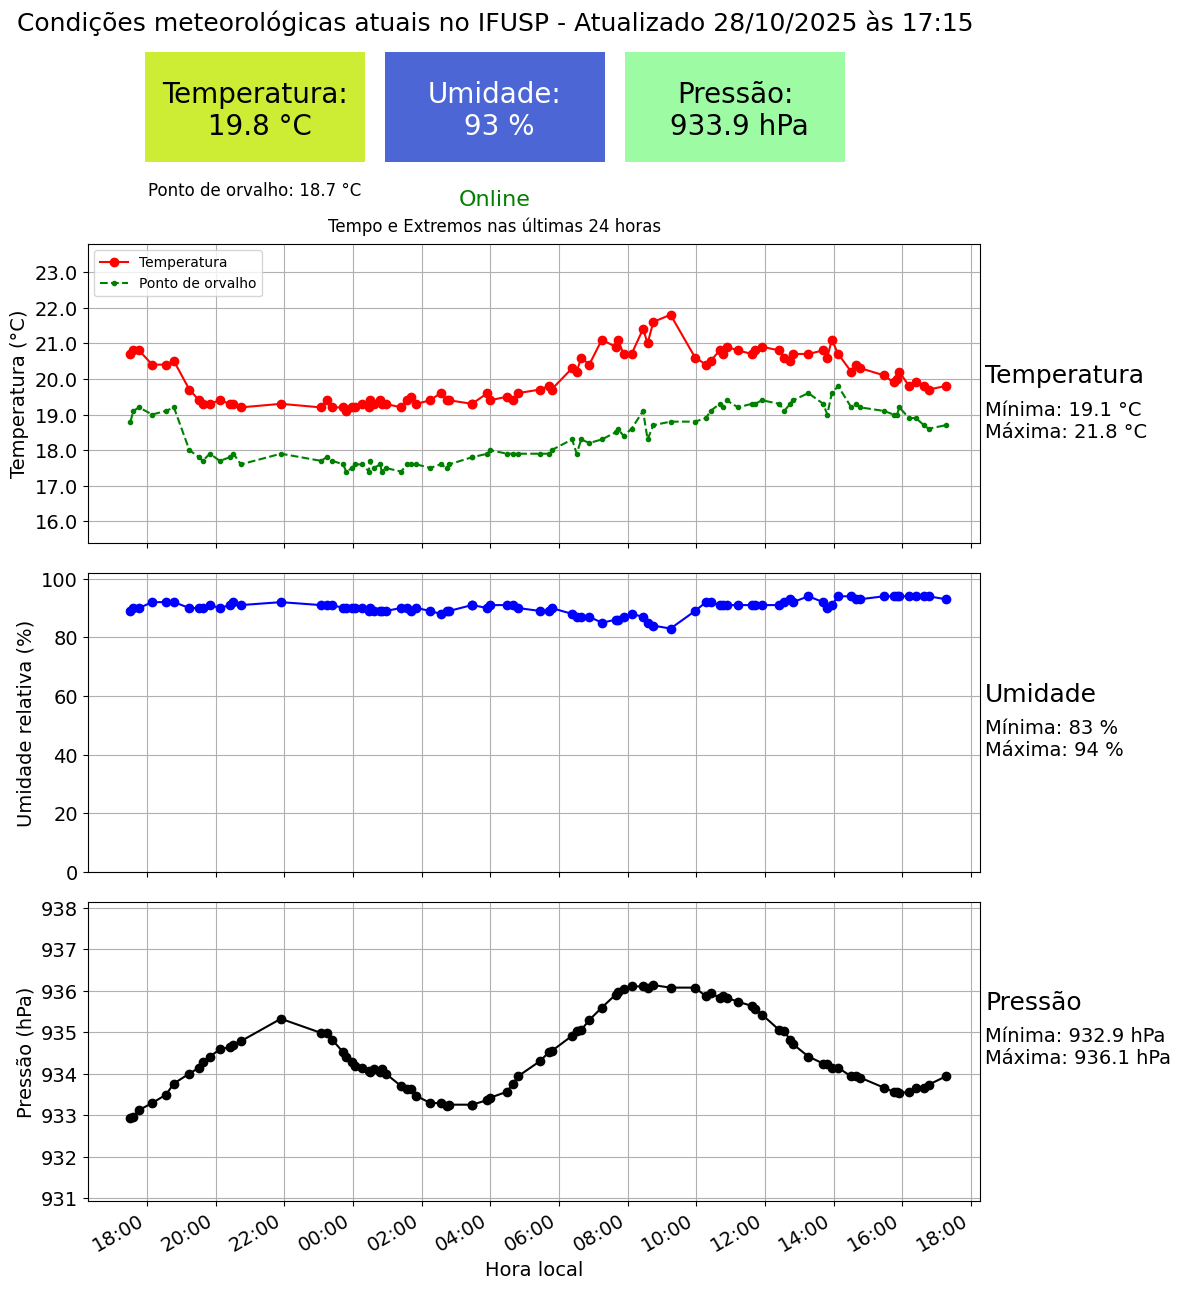 Condições meteorológicas atuais no IFUSP - Atualizado 28/10/2025 às 17:15
Temperatura:
19.8 °C
Umidade:
93 %
Pressão:
933.9 hPa
Ponto de orvalho: 18.7 °C
Online
Tempo e Extremos nas últimas 24 horas
Temperatura
Ponto de orvalho
Temperatura (°C)
23.0
22.0
21.0
20.0
19.0
18.0
17.0
16.0
Temperatura
Mínima: 19.1 °C
Máxima: 21.8 °C
Umidade relativa (%)
100
80
60
40
20
0
Umidade
Mínima: 83 %
Máxima: 94 %
Pressão (hPa)
938
937
936
935
934
933
932
931
Pressão
Mínima: 932.9 hPa
Máxima: 936.1 hPa
18:00 20:00 22:00 00:00 02:00 04:00 06:00 08:00 10:00 12:00 14:00 16:00 18:00
Hora local